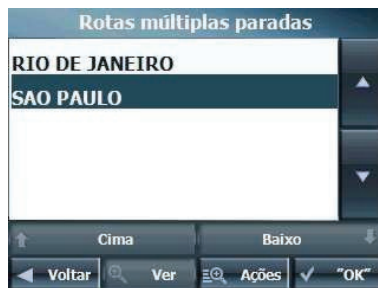 Rotas múltiplas paradas
RIO DE JANEIRO
SAO PAULO
Cima Baixo
Voltar Ver Ações "OK"